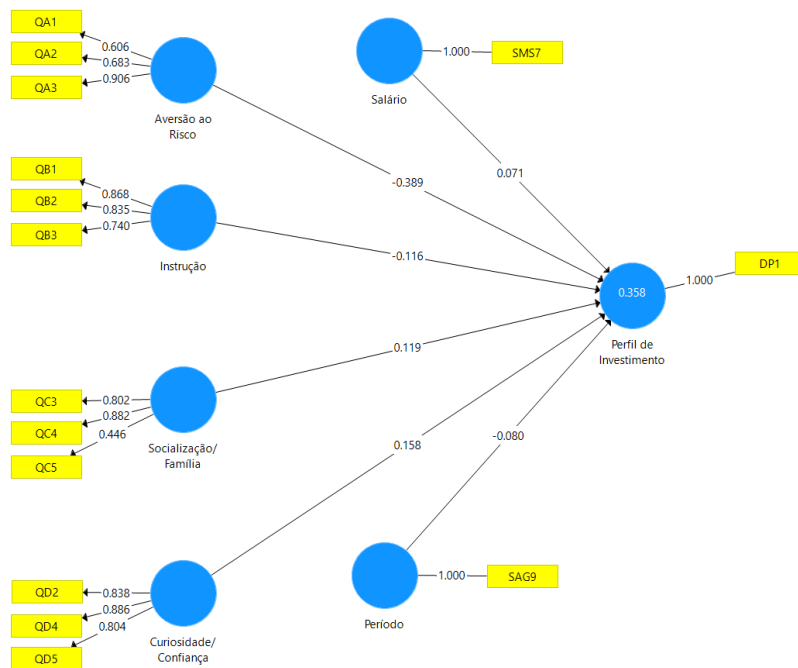 QA1
0.606
QA2
0.683
QA3
0.906
Aversão ao
Risco
SMS7
1.000
Salário
0.071
-0.389
QB1
0.868
QB2
0.835
QB3
0.740
Instrução
-0.116
DP1
1.000
0.358
Perfil de
Investimento
0.119
QC3
0.802
QC4
0.882
QC5
0.446
Socialização/
Família
0.158
-0.080
QD2
0.838
QD4
0.886
QD5
0.804
Curiosidade/
Confiança
SAG9
1.000
Período